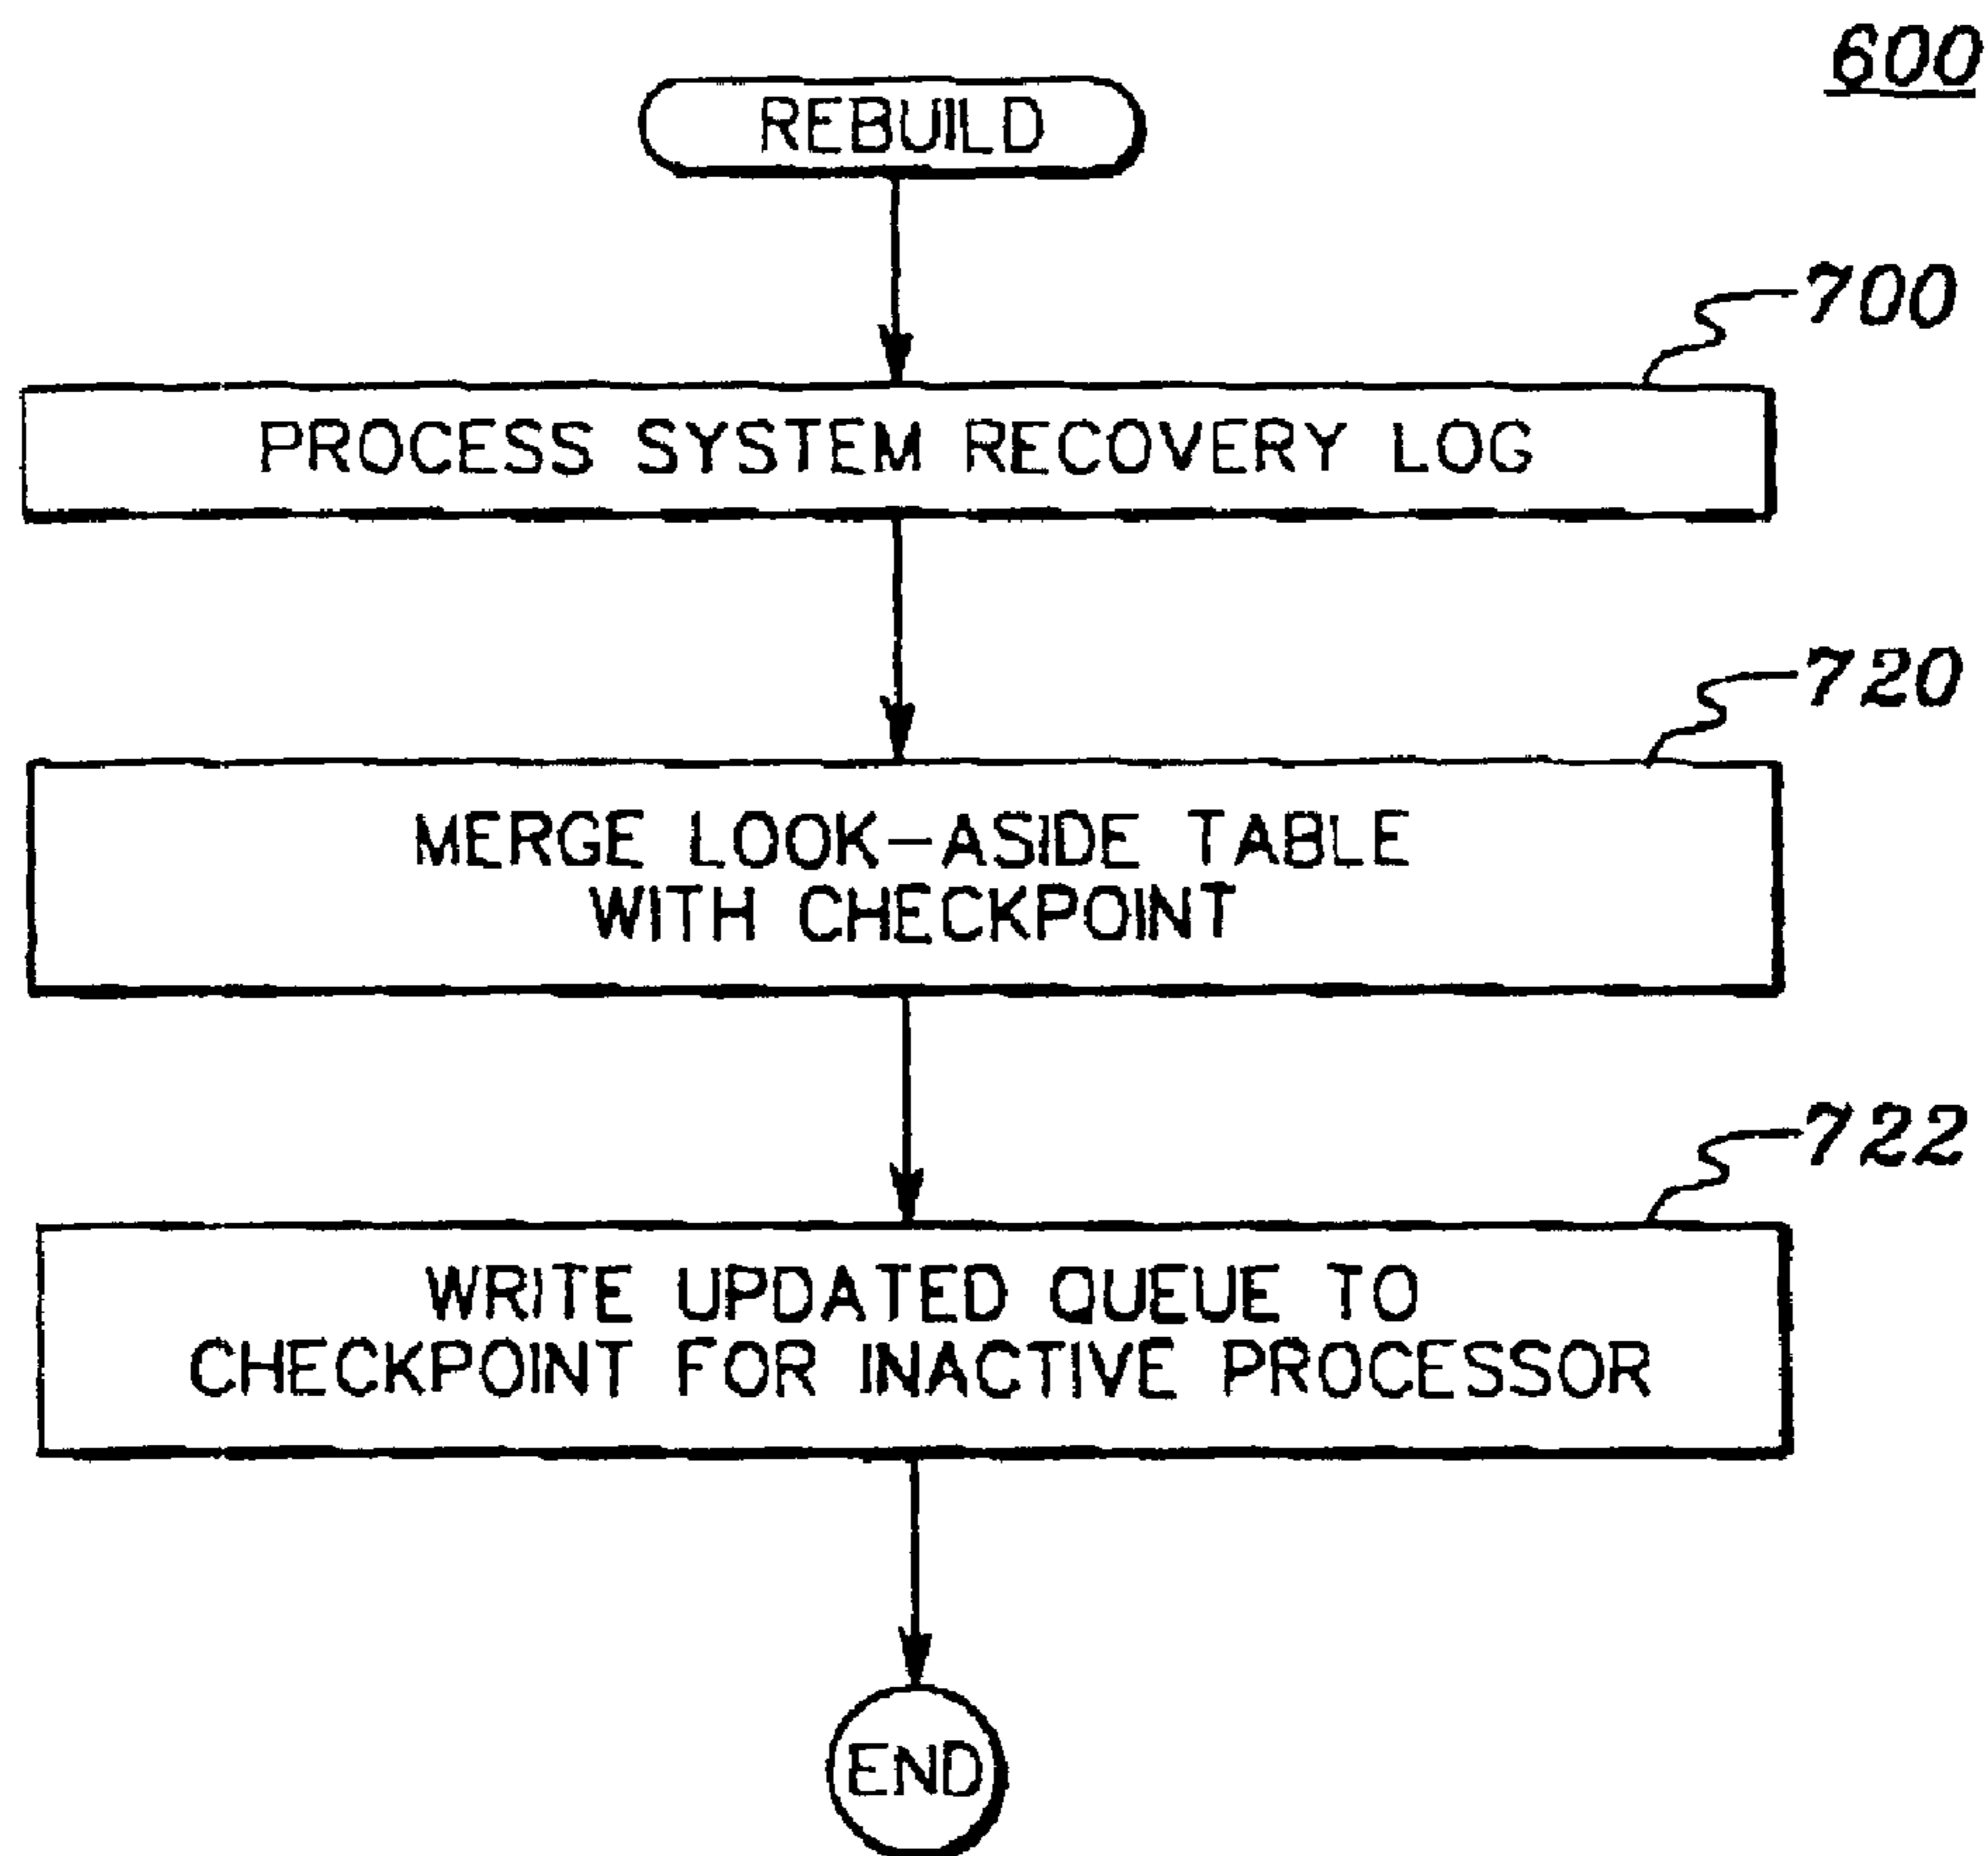 600
REBUILD
700
PROCESS SYSTEM RECOVERY LOG
720
MERGE LOOK-ASIDE TABLE
WITH CHECKPOINT
722
WRITE UPDATED QUEUE TO
CHECKPOINT FOR INACTIVE PROCESSOR
END